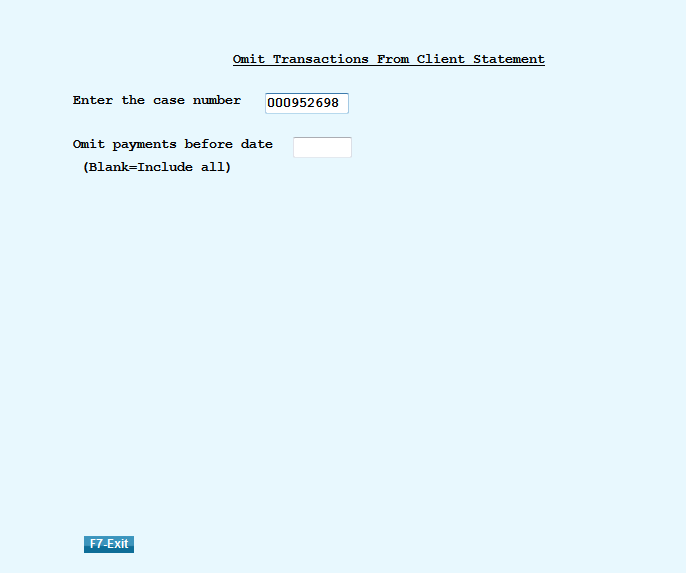 Omit Transactions From Client Statement
Enter the case number 000952698
Omit payments before date
(Blank=Include all)
F7-Exit